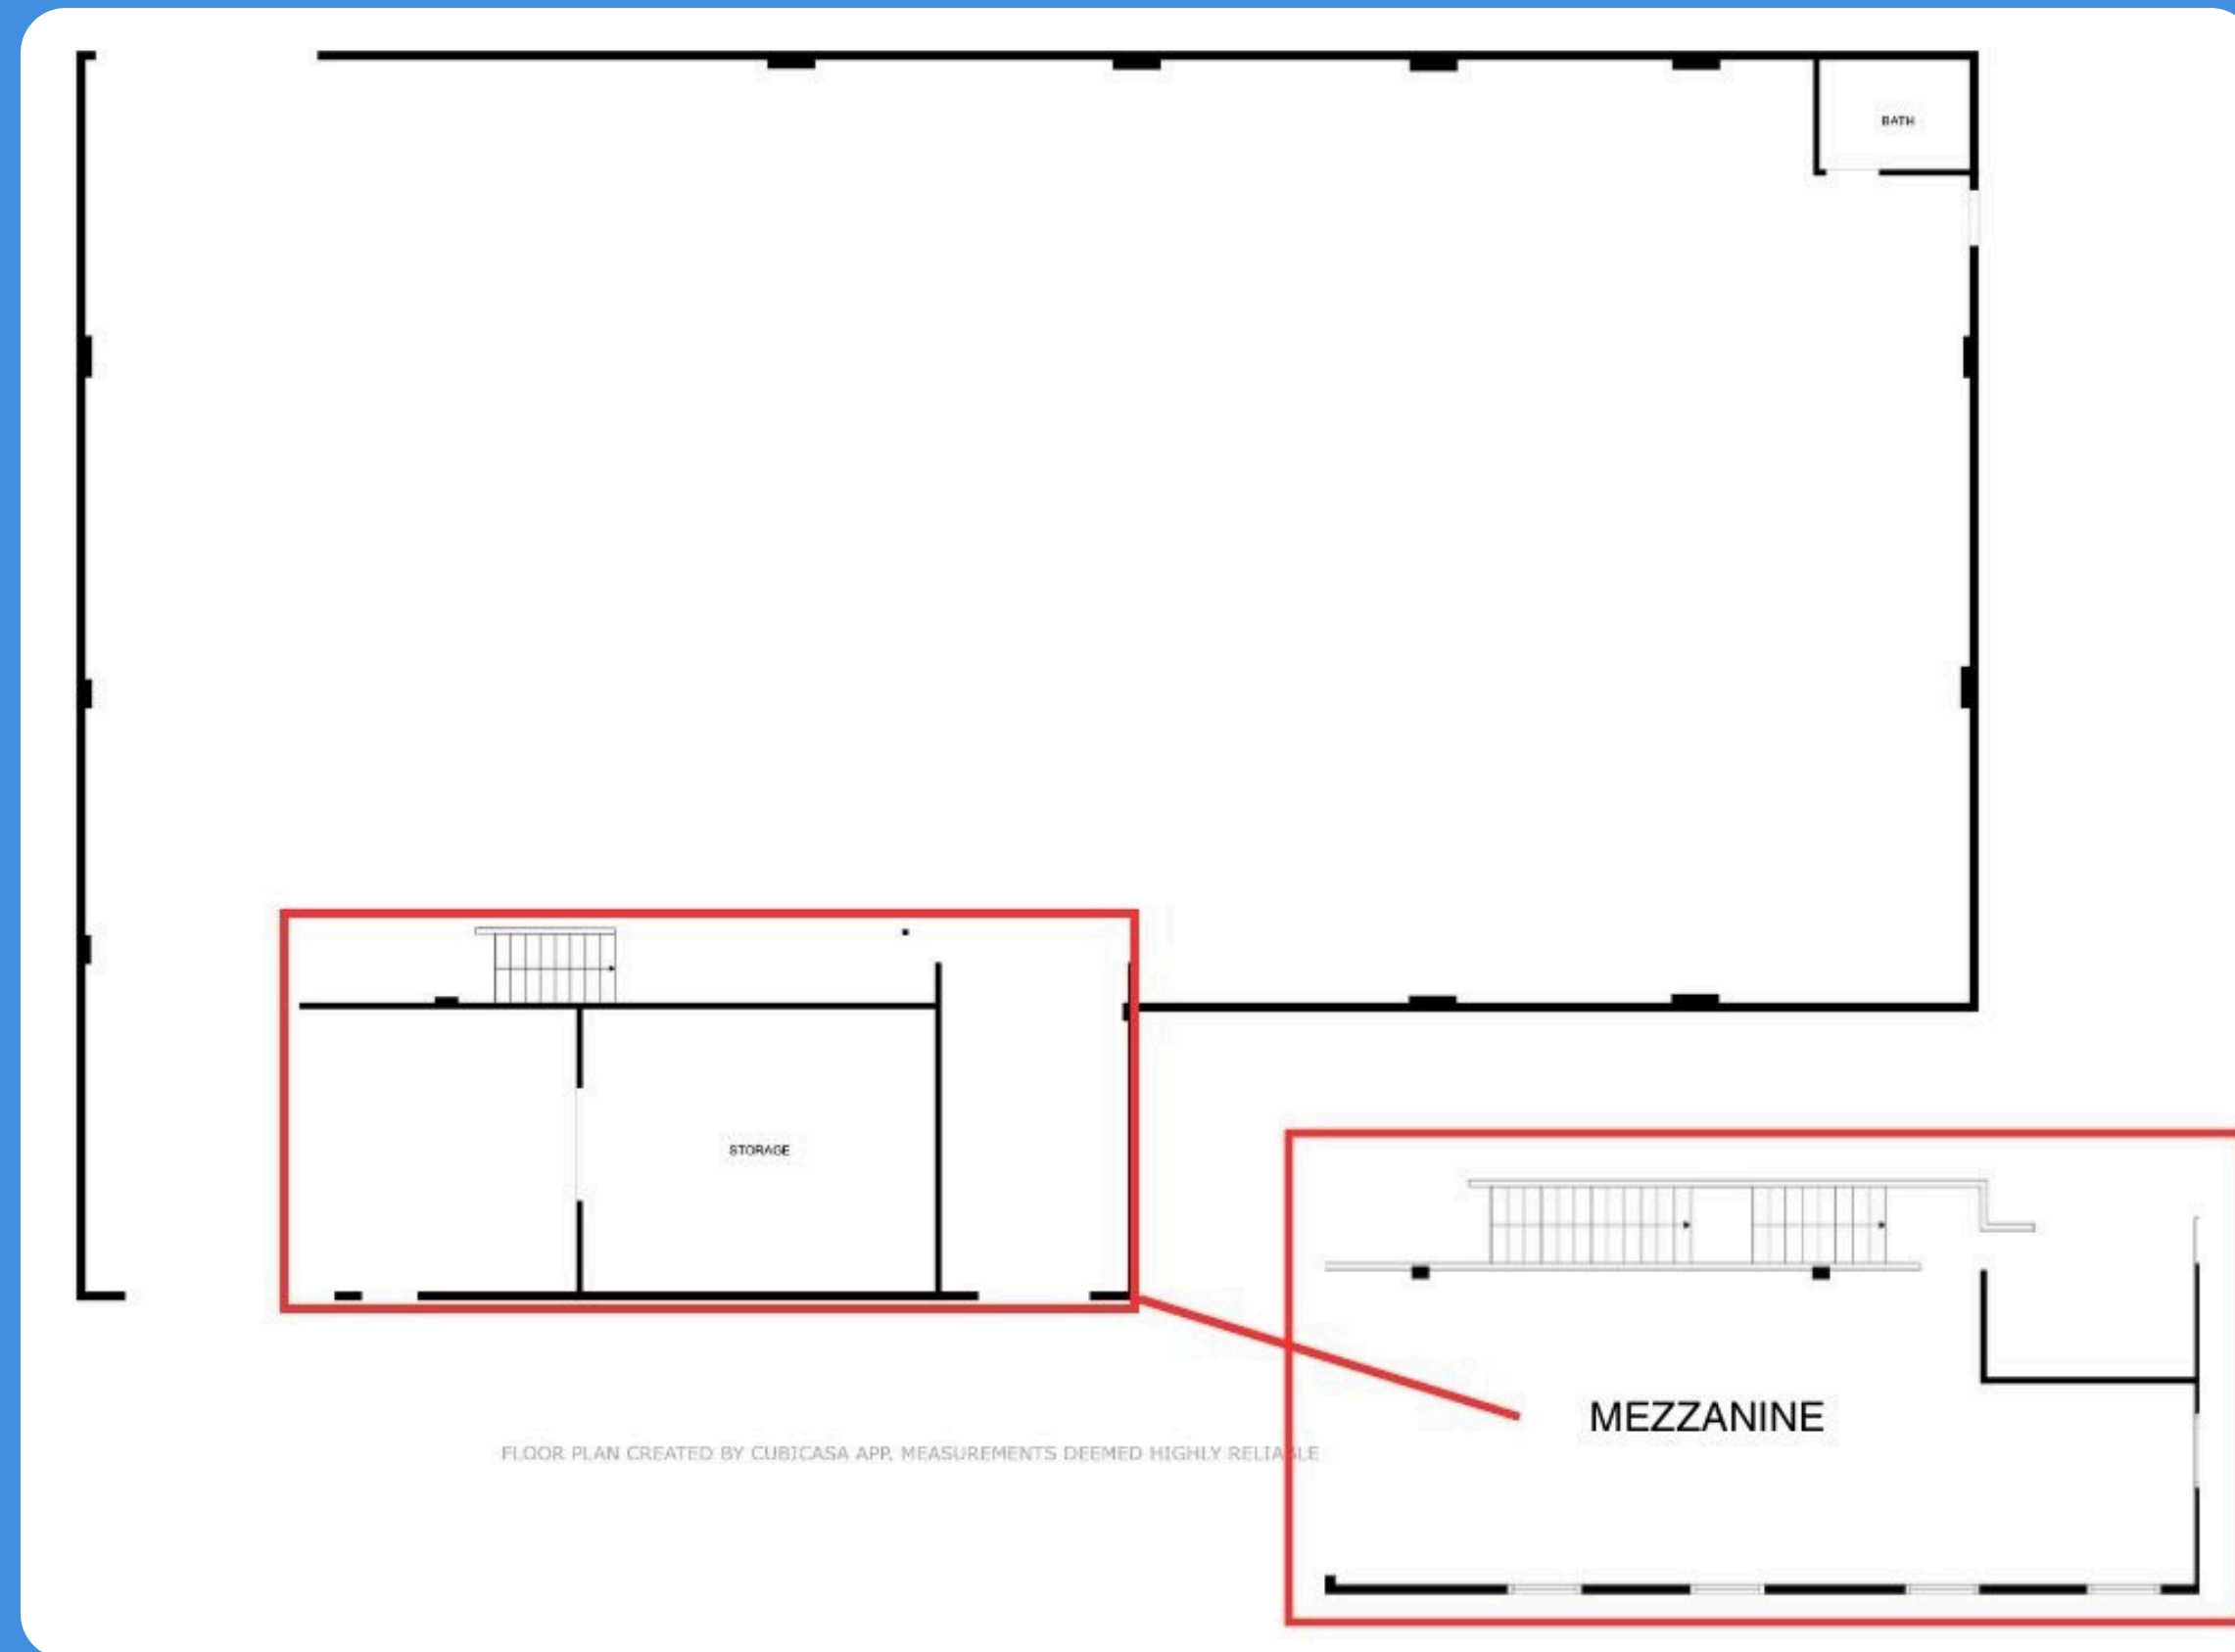 BATH
STORAGE
MEZZANINE
FLOOR PLAN CREATED BY CUBICASA APP. MEASUREMENTS DEEMED HIGHLY RELIABLE